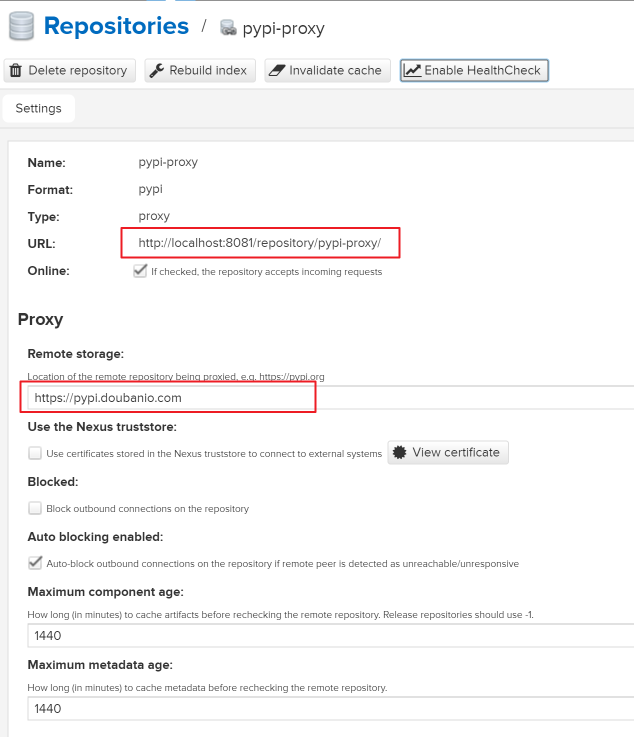 Repositories / pypi-proxy
Delete repository Rebuild index Invalidate cache Enable HealthCheck
Settings
Name: pypi-proxy
Format: pypi
Type: proxy
URL: http://localhost:8081/repository/pypi-proxy/
Online: If checked, the repository accepts incoming requests
Proxy
Remote storage:
Location of the remote repository being proxied, e.g. https://pypi.org
https://pypi.doubanio.com
Use the Nexus truststore:
Use certificates stored in the Nexus truststore to connect to external systems View certificate
Blocked:
Block outbound connections on the repository
Auto blocking enabled:
Auto-block outbound connections on the repository if remote peer is detected as unreachable/unresponsive
Maximum component age:
How long (in minutes) to cache artifacts before rechecking the remote repository. Release repositories should use -1.
1440
Maximum metadata age:
How long (in minutes) to cache metadata before rechecking the remote repository.
1440